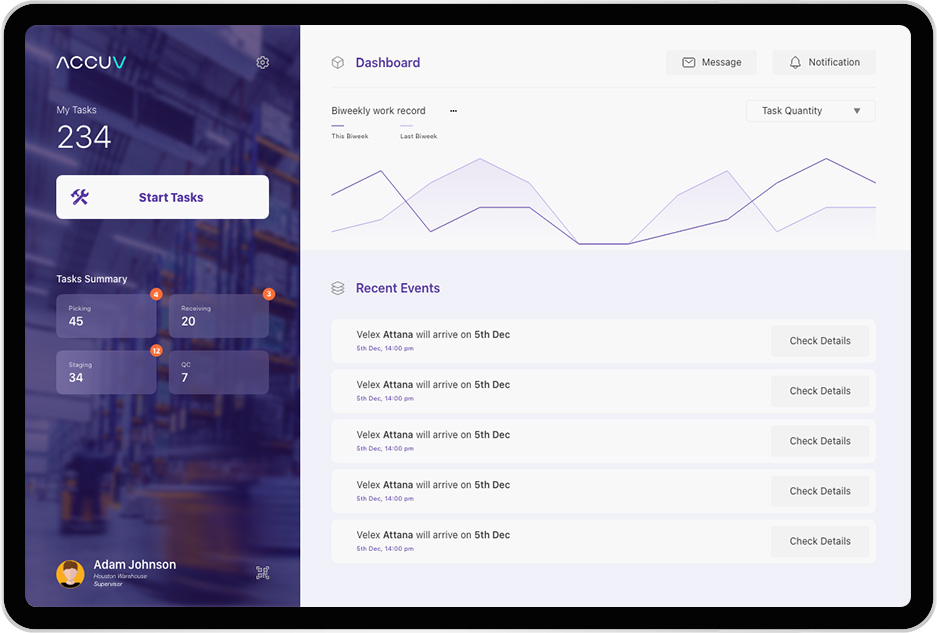 ACCUV
My Tasks
234
Start Tasks
Tasks Summary
4
Picking
45
3
Receiving
20
12
Staging
34
QC
7
Adam Johnson
Houston Warehouse
Supervisor
Dashboard
Message
Notification
Biweekly work record
Task Quantity
This Biweek
Last Biweek
Recent Events
Velex Attana will arrive on 5th Dec
5th Dec, 14:00 pm
Check Details
Velex Attana will arrive on 5th Dec
5th Dec, 14:00 pm
Check Details
Velex Attana will arrive on 5th Dec
5th Dec, 14:00 pm
Check Details
Velex Attana will arrive on 5th Dec
5th Dec, 14:00 pm
Check Details
Velex Attana will arrive on 5th Dec
5th Dec, 14:00 pm
Check Details